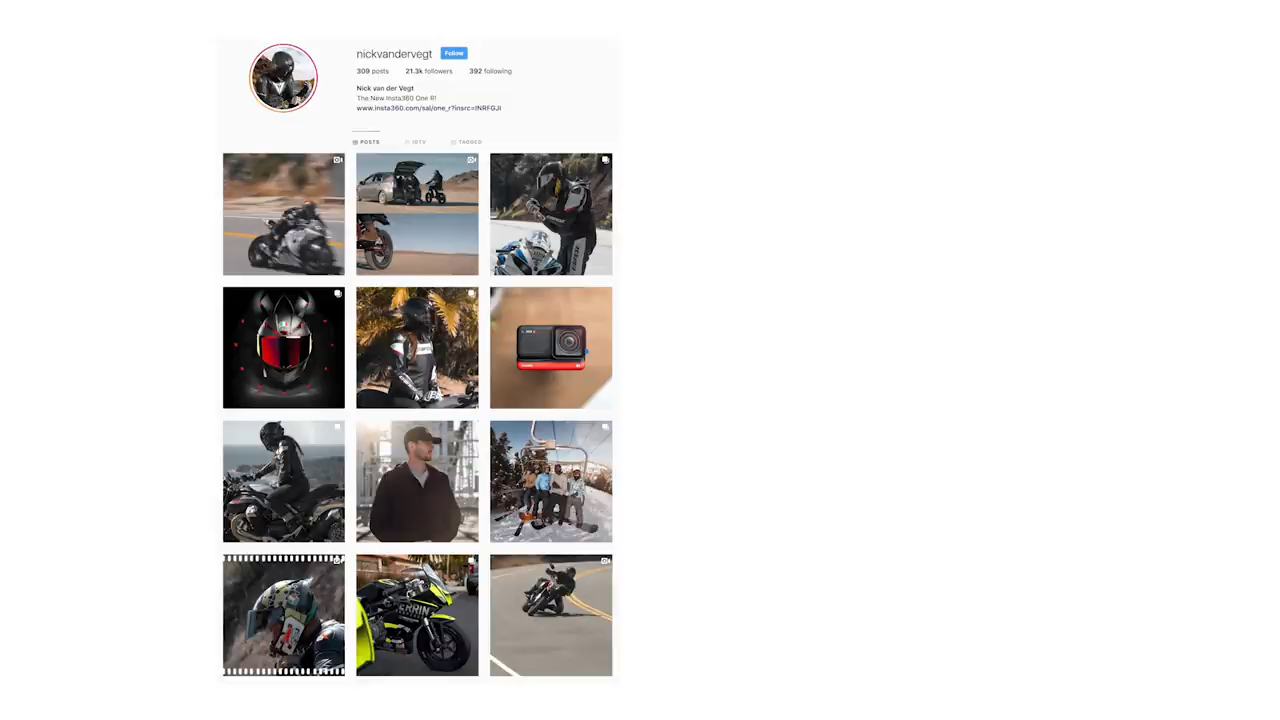 nickvandervegt Follow
309 posts 21.3k followers 392 following
Nick van der Vegt
The New Insta360 One R!
www.insta360.com/sal/one_r?insrc=INRFGJI
POSTS IGTV TAGGED